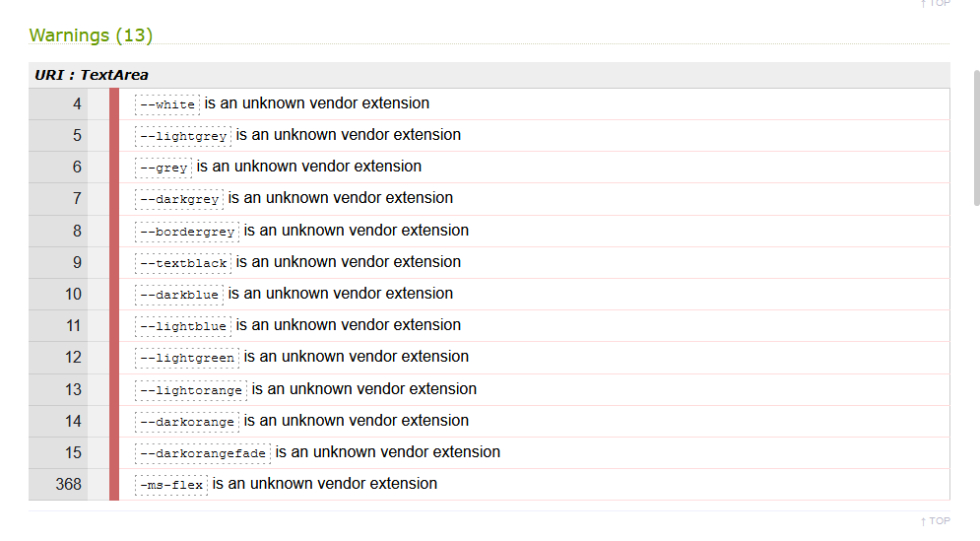 ↑ TOP
Warnings (13)
URI : TextArea
4 --white is an unknown vendor extension
5 --lightgrey is an unknown vendor extension
6 --grey is an unknown vendor extension
7 --darkgrey is an unknown vendor extension
8 --bordergrey is an unknown vendor extension
9 --textblack is an unknown vendor extension
10 --darkblue is an unknown vendor extension
11 --lightblue is an unknown vendor extension
12 --lightgreen is an unknown vendor extension
13 --lightorange is an unknown vendor extension
14 --darkorange is an unknown vendor extension
15 --darkorangefade is an unknown vendor extension
368 -ms-flex is an unknown vendor extension
↑ TOP